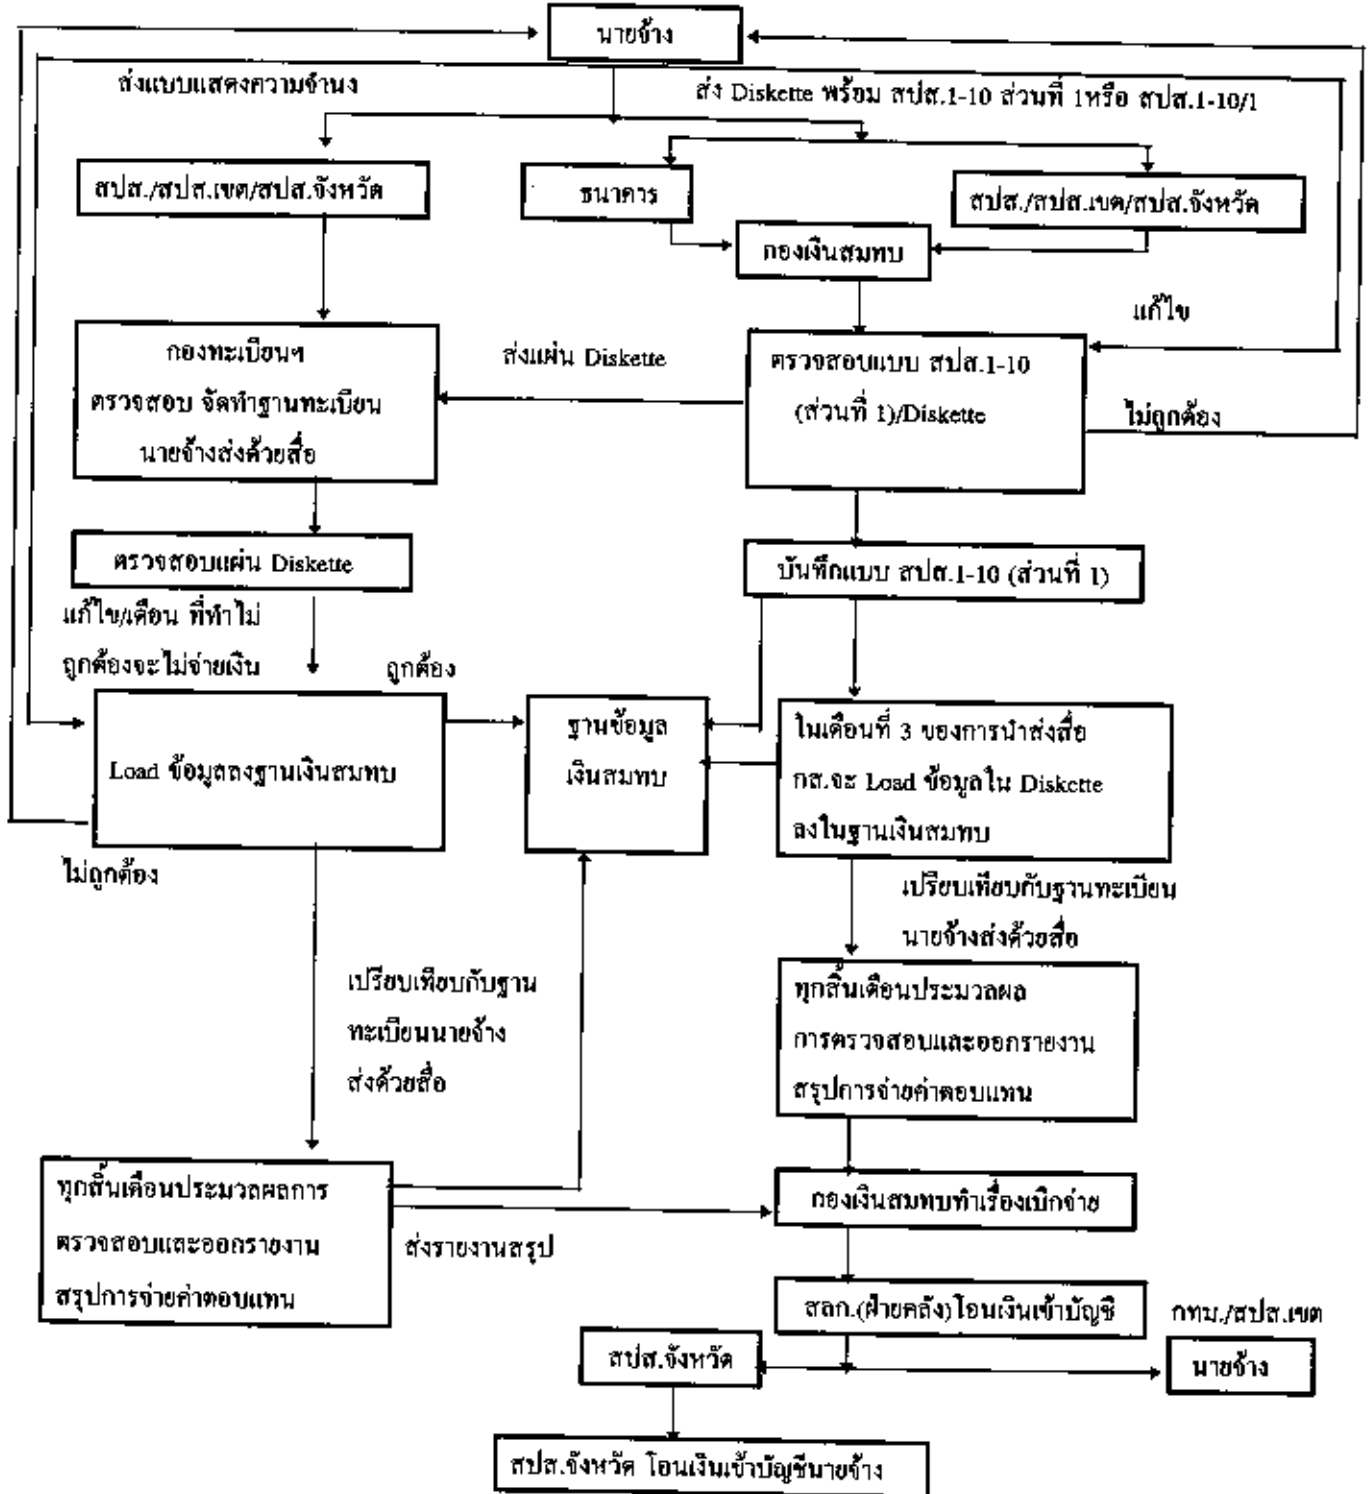 นายจ้าง
ส่งแบบแสดงความจำนง
ส่ง Diskette พร้อม สปส.1-10 ส่วนที่ 1หรือ สปส.1-10/1
สปส./สปส.เขต/สปส.จังหวัด
ธนาคาร
สปส./สปส.เขต/สปส.จังหวัด
กองเงินสมทบ
แก้ไข
กองทะเบียนฯ
ตรวจสอบ จัดทำฐานทะเบียน
นายจ้างส่งด้วยสื่อ
ส่งแผ่น Diskette
ตรวจสอบแบบ สปส.1-10
(ส่วนที่ 1)/Diskette
ไม่ถูกต้อง
ตรวจสอบแผ่น Diskette
บันทึกแบบ สปส.1-10 (ส่วนที่ 1)
แก้ไข/เดือน ที่ทำไม่
ถูกต้องจะไม่จ่ายเงิน
ถูกต้อง
Load ข้อมูลลงฐานเงินสมทบ
ฐานข้อมูล
เงินสมทบ
ในเดือนที่ 3 ของการนำส่งสื่อ
กส.จะ Load ข้อมูลใน Diskette
ลงในฐานเงินสมทบ
ไม่ถูกต้อง
เปรียบเทียบกับฐานทะเบียน
นายจ้างส่งด้วยสื่อ
เปรียบเทียบกับฐาน
ทะเบียนนายจ้าง
ส่งด้วยสื่อ
ทุกสิ้นเดือนประมวลผล
การตรวจสอบและออกรายงาน
สรุปการจ่ายค่าตอบแทน
ทุกสิ้นเดือนประมวลผลการ
ตรวจสอบและออกรายงาน
สรุปการจ่ายค่าตอบแทน
ส่งรายงานสรุป
กองเงินสมทบทำเรื่องเบิกจ่าย
สลก.(ฝ่ายคลัง)โอนเงินเข้าบัญชี
กทม./สปส.เขต
สปส.จังหวัด
นายจ้าง
สปส.จังหวัด โอนเงินเข้าบัญชีนายจ้าง